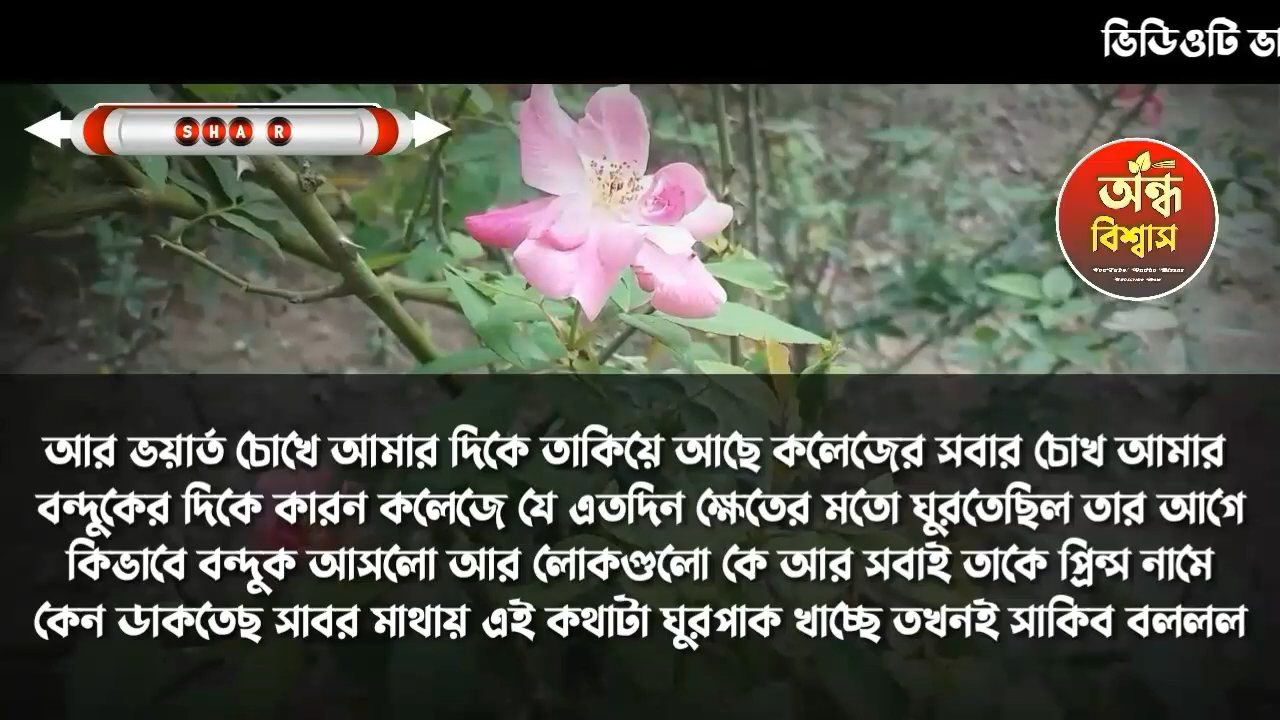 ভিডিওটি
SHAR
অন্ধ
বিশ্বাস
আর ভয়ার্ত চোখে আমার দিকে তাকিয়ে আছে কলেজের সবার চোখ আমার
বন্দুকের দিকে কারন কলেজে যে এতদিন ক্ষেতের মতো ঘুরতেছিল তার আগে
কিভাবে বন্দুক আসলো আর লোকগুলো কে আর সবাই তাকে প্রিন্স নামে
কেন ডাকতেছ সাবর মাথায় এই কথাটা ঘুরপাক খাচ্ছে তখনই সাকিব বললল